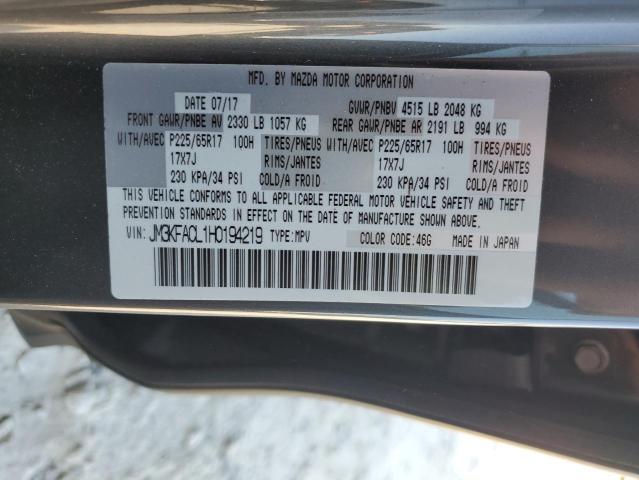 MFD. BY MAZDA MOTOR CORPORATION
DATE 07/17 GVWR/PNBV 4515 LB 2048 KG
FRONT GAWR/PNBE AV 2330 LB 1057 KG REAR GAWR/PNBE AR 2191 LB 994 KG
WITH/AVEC P225/65R17 100H TIRES/PNEUS WITH/AVEC P225/65R17 100H TIRES/PNEUS
17X7J RIMS/JANTES 17X7J RIMS/JANTES
230 KPA/34 PSI COLD/A FROID 230 KPA/34 PSI COLD/A FROID
THIS VEHICLE CONFORMS TO ALL APPLICABLE FEDERAL MOTOR VEHICLE SAFETY AND THEFT
PREVENTION STANDARDS IN EFFECT ON THE DATE OF MANUFACTURE SHOWN ABOVE.
VIN: JM3KFACL1H0194219 TYPE: MPV COLOR CODE: 46G MADE IN JAPAN